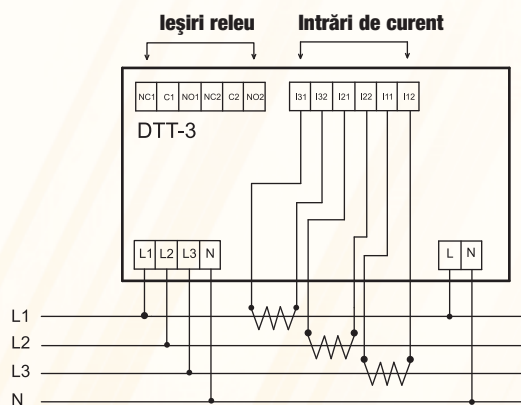 Ieşiri releu Intrări de curent
NC1 C1 NO1 NC2 C2 NO2 I31 I32 I21 I22 I11 I12
DTT-3
L1 L2 L3 N L N
L1
L2
L3
N